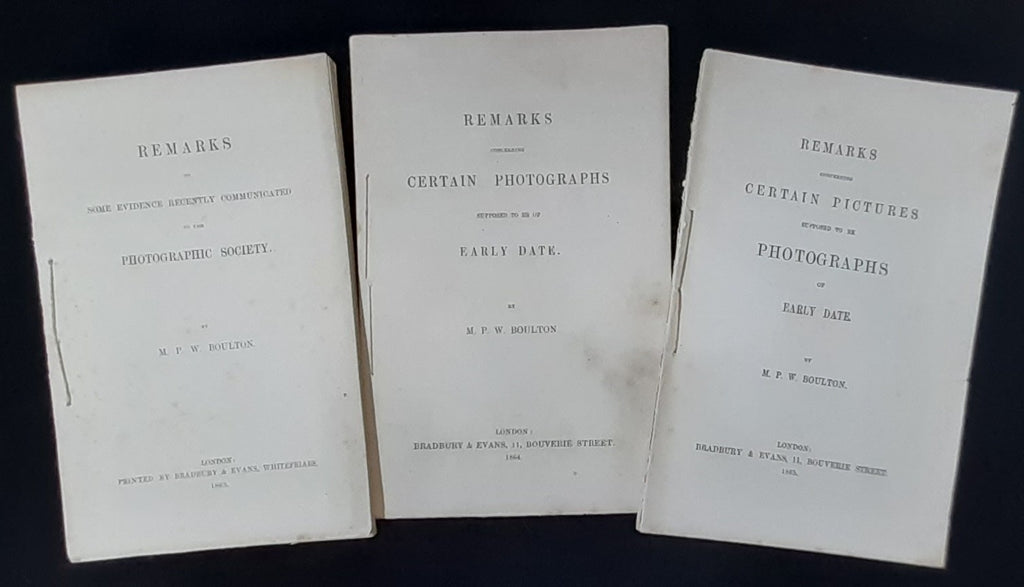 REMARKS
ON
SOME EVIDENCE RECENTLY COMMUNICATED
TO THE
PHOTOGRAPHIC SOCIETY.
BY
M. P. W. BOULTON.
LONDON:
PRINTED BY BRADBURY & EVANS, WHITEFRIARS.
REMARKS
CONCERNING
CERTAIN PHOTOGRAPHS
SUPPOSED TO BE OF
EARLY DATE.
BY
M. P. W. BOULTON
LONDON:
BRADBURY & EVANS, 11, BOUVERIE STREET.
1864.
REMARKS
CONCERNING
CERTAIN PICTURES
SUPPOSED TO BE
PHOTOGRAPHS
OF
EARLY DATE.
BY
M. P. W. BOULTON.
LONDON:
BRADBURY & EVANS, 11, BOUVERIE STREET.